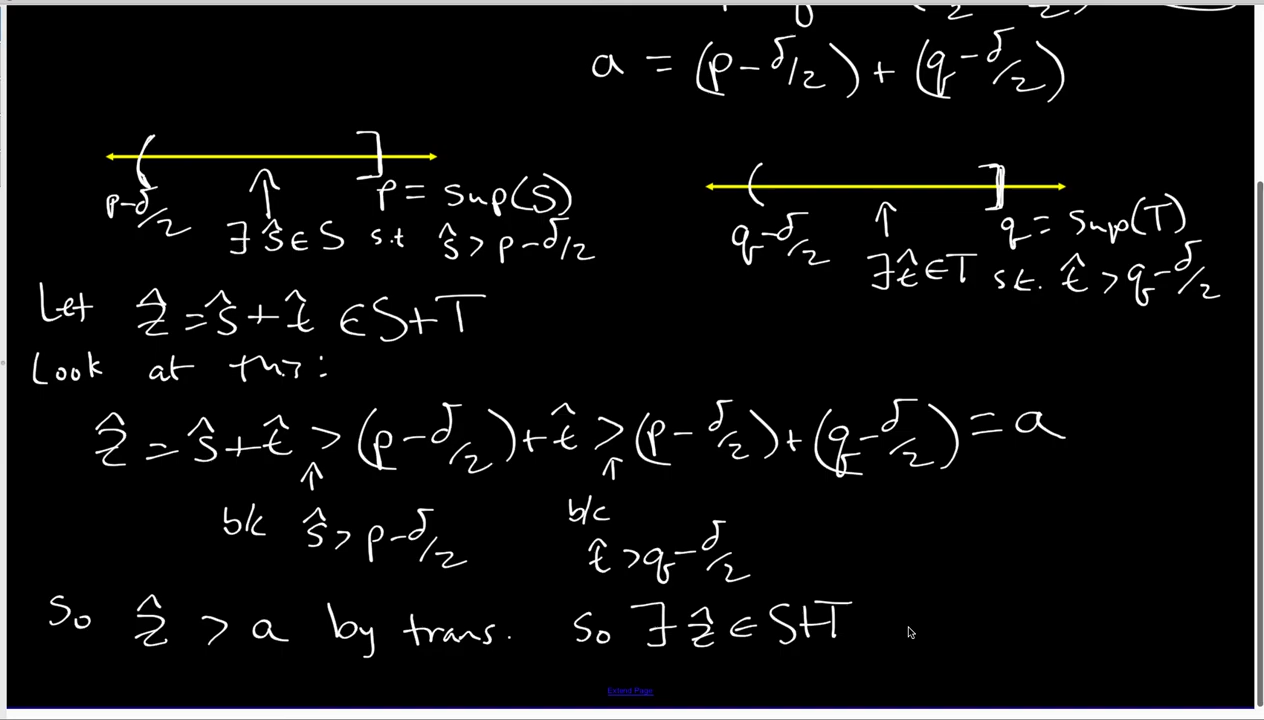 a = (p - δ/2) + (q - δ/2)
p - δ/2
p = sup(S)
∃ ŝ ∈ S s.t ŝ > p - δ/2
q - δ/2
q = sup(T)
∃ t̂ ∈ T s.t. t̂ > q - δ/2
Let ẑ = ŝ + t̂ ∈ S+T
Look at this:
ẑ = ŝ + t̂ > (p - δ/2) + t̂ > (p - δ/2) + (q - δ/2) = a
b/c ŝ > p - δ/2
b/c
t̂ > q - δ/2
So ẑ > a by trans. So ∃ ẑ ∈ S+T
Extend Page